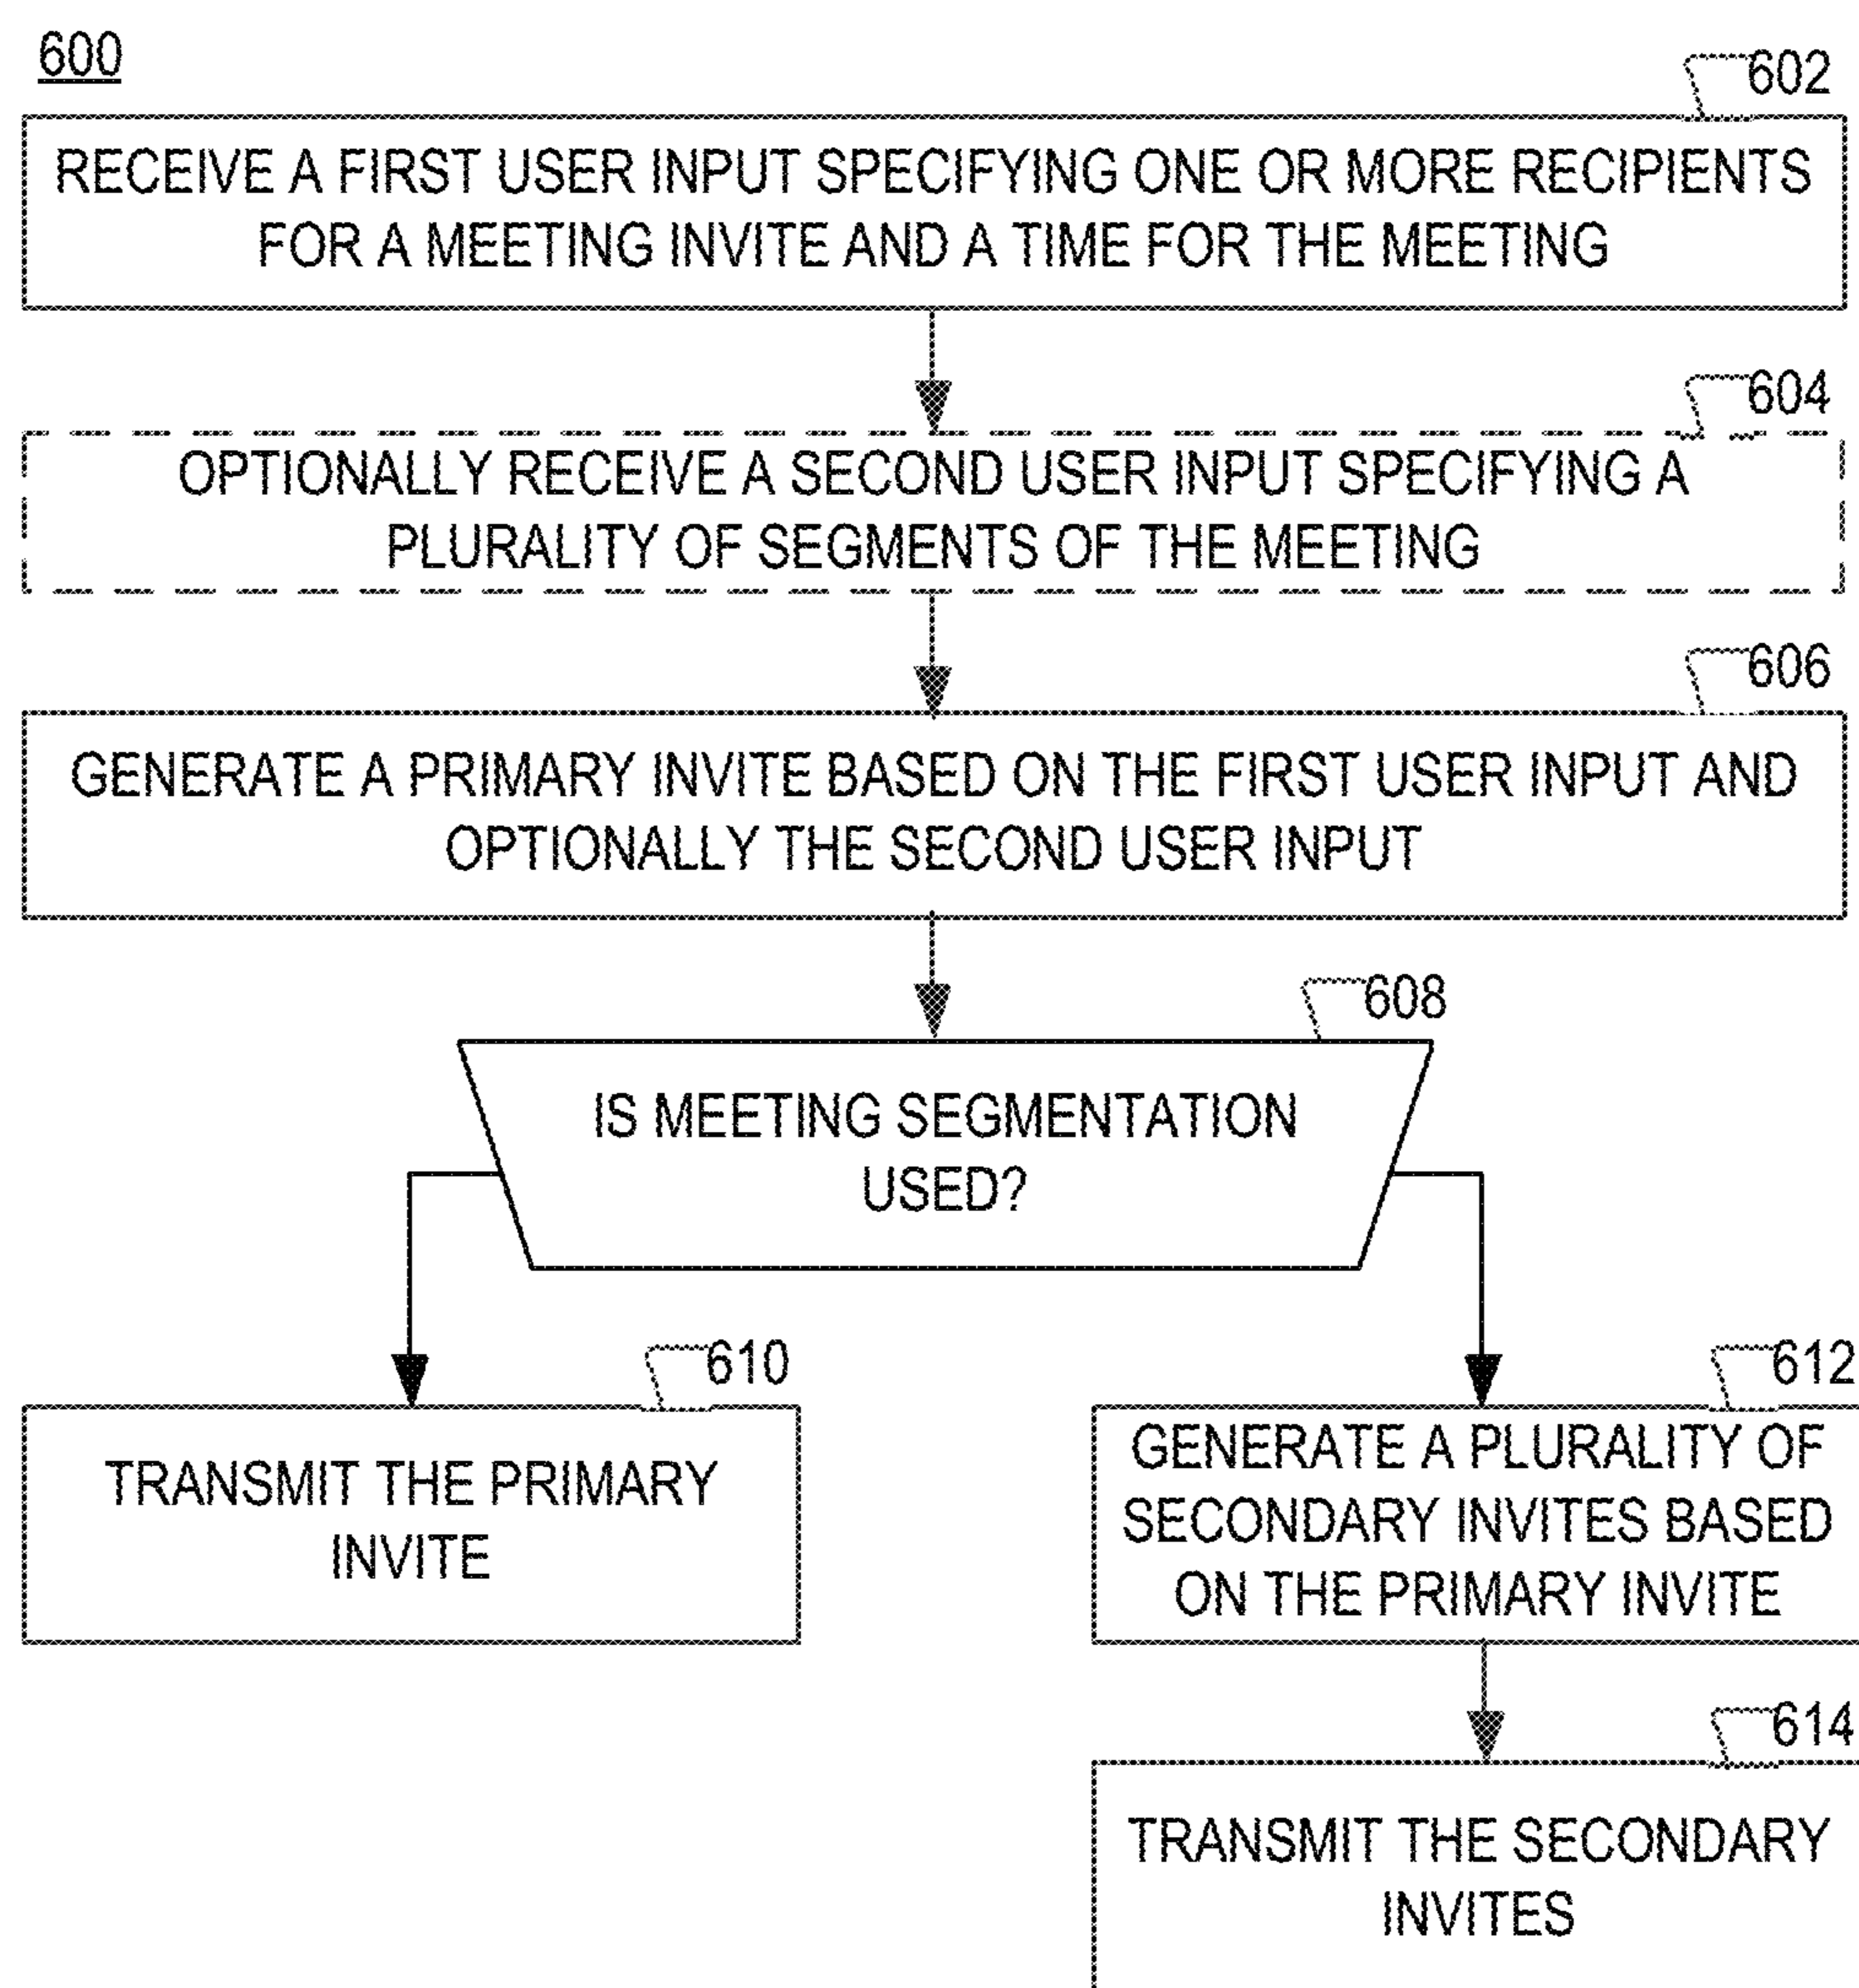 600
602
RECEIVE A FIRST USER INPUT SPECIFYING ONE OR MORE RECIPIENTS
FOR A MEETING INVITE AND A TIME FOR THE MEETING
604
OPTIONALLY RECEIVE A SECOND USER INPUT SPECIFYING A
PLURALITY OF SEGMENTS OF THE MEETING
606
GENERATE A PRIMARY INVITE BASED ON THE FIRST USER INPUT AND
OPTIONALLY THE SECOND USER INPUT
608
IS MEETING SEGMENTATION
USED?
610
TRANSMIT THE PRIMARY
INVITE
612
GENERATE A PLURALITY OF
SECONDARY INVITES BASED
ON THE PRIMARY INVITE
614
TRANSMIT THE SECONDARY
INVITES